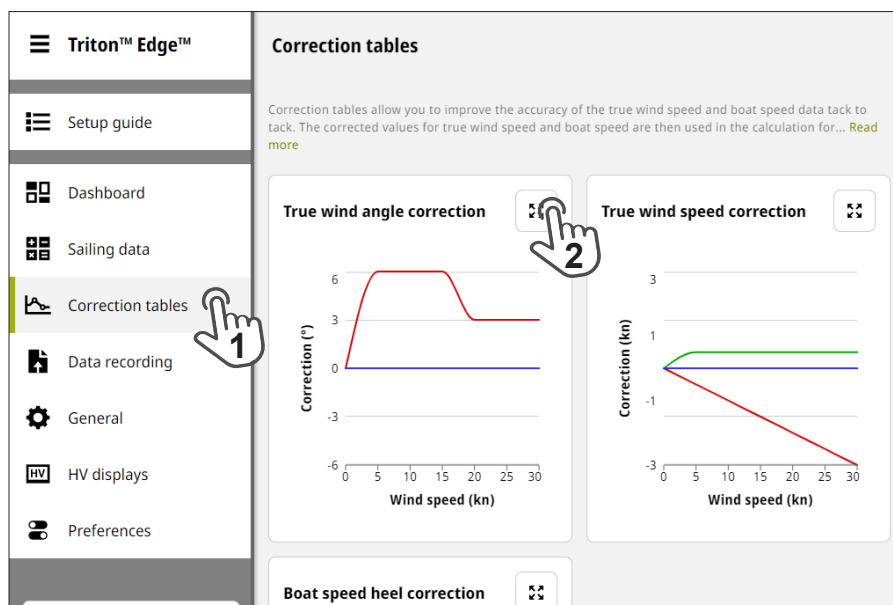 Triton™ Edge™
Setup guide
Dashboard
Sailing data
Correction tables
Data recording
General
HV
HV displays
Preferences
1
Correction tables
Correction tables allow you to improve the accuracy of the true wind speed and boat speed data tack to
tack. The corrected values for true wind speed and boat speed are then used in the calculation for... Read
more
True wind angle correction
2
6
3
0
-3
-6
Correction (°)
0 5 10 15 20 25 30
Wind speed (kn)
True wind speed correction
3
1
-1
-3
Correction (kn)
0 5 10 15 20 25 30
Wind speed (kn)
Boat speed heel correction